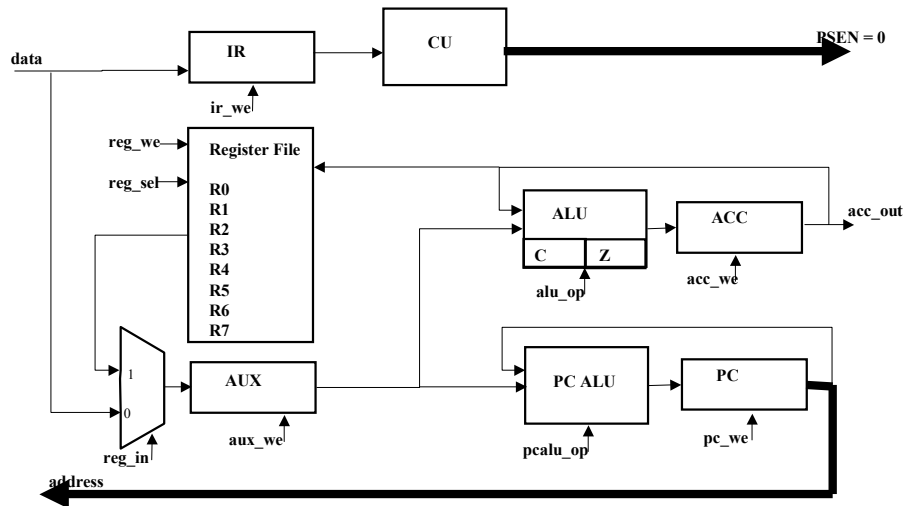 PSEN = 0
CU
IR
data
ir_we
reg_we
Register File
reg_sel
R0
R1
R2
R3
R4
R5
R6
R7
ALU
ACC
acc_out
C
Z
alu_op
acc_we
1
0
AUX
PC ALU
PC
aux_we
pcalu_op
pc_we
reg_in
address